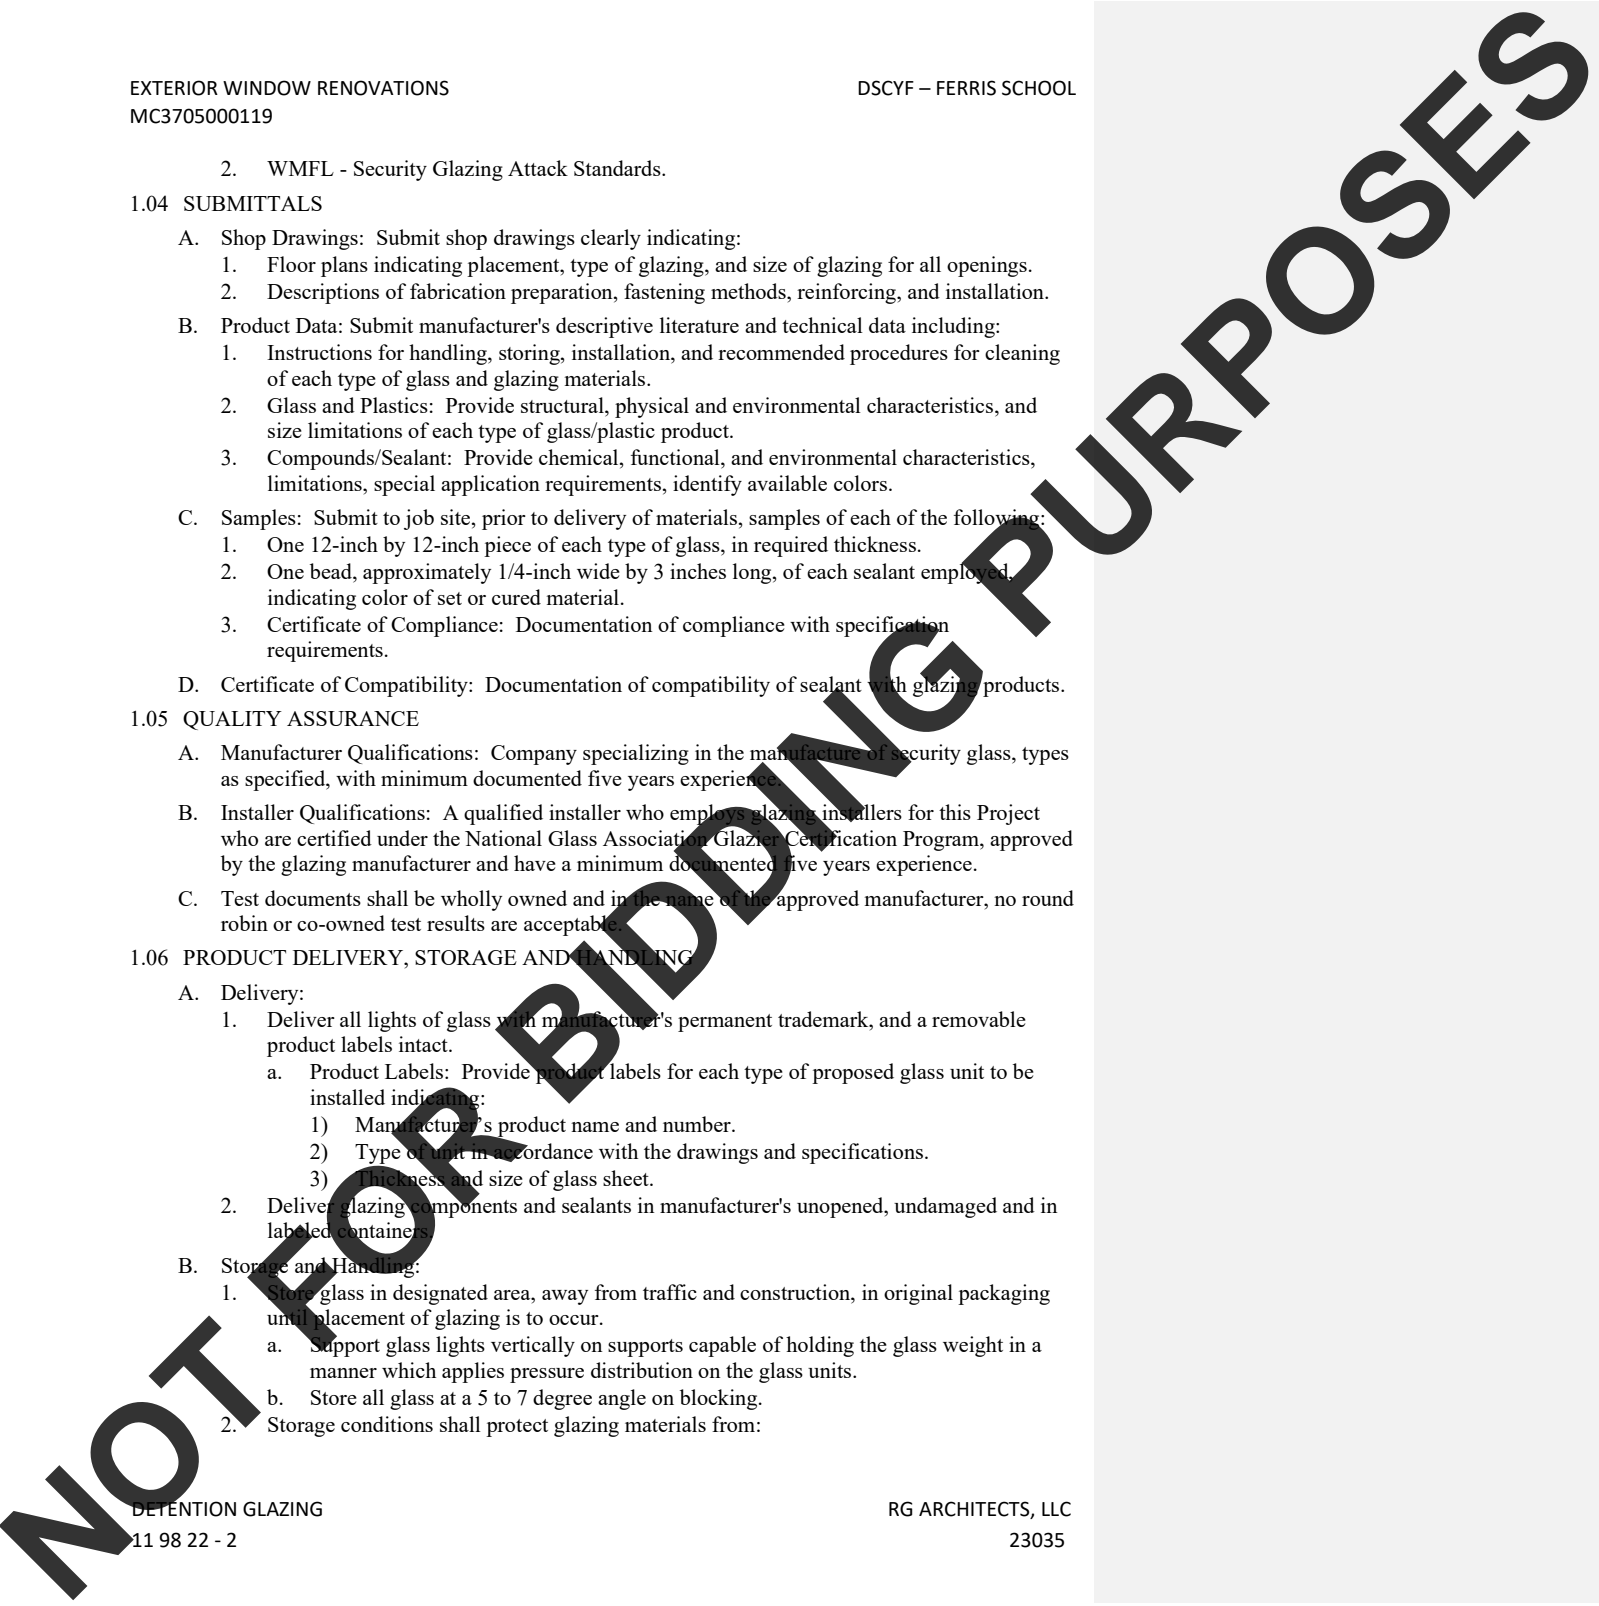 EXTERIOR WINDOW RENOVATIONS DSCYF – FERRIS SCHOOL
MC3705000119
2. WMFL - Security Glazing Attack Standards.
1.04 SUBMITTALS
A. Shop Drawings: Submit shop drawings clearly indicating:
1. Floor plans indicating placement, type of glazing, and size of glazing for all openings.
2. Descriptions of fabrication preparation, fastening methods, reinforcing, and installation.
B. Product Data: Submit manufacturer's descriptive literature and technical data including:
1. Instructions for handling, storing, installation, and recommended procedures for cleaning
of each type of glass and glazing materials.
2. Glass and Plastics: Provide structural, physical and environmental characteristics, and
size limitations of each type of glass/plastic product.
3. Compounds/Sealant: Provide chemical, functional, and environmental characteristics,
limitations, special application requirements, identify available colors.
C. Samples: Submit to job site, prior to delivery of materials, samples of each of the following:
1. One 12-inch by 12-inch piece of each type of glass, in required thickness.
2. One bead, approximately 1/4-inch wide by 3 inches long, of each sealant employed,
indicating color of set or cured material.
3. Certificate of Compliance: Documentation of compliance with specification
requirements.
D. Certificate of Compatibility: Documentation of compatibility of sealant with glazing products.
1.05 QUALITY ASSURANCE
A. Manufacturer Qualifications: Company specializing in the manufacture of security glass, types
as specified, with minimum documented five years experience.
B. Installer Qualifications: A qualified installer who employs glazing installers for this Project
who are certified under the National Glass Association Glazier Certification Program, approved
by the glazing manufacturer and have a minimum documented five years experience.
C. Test documents shall be wholly owned and in the name of the approved manufacturer, no round
robin or co-owned test results are acceptable.
1.06 PRODUCT DELIVERY, STORAGE AND HANDLING
A. Delivery:
1. Deliver all lights of glass with manufacturer's permanent trademark, and a removable
product labels intact.
a. Product Labels: Provide product labels for each type of proposed glass unit to be
installed indicating:
1) Manufacturer’s product name and number.
2) Type of unit in accordance with the drawings and specifications.
3) Thickness and size of glass sheet.
2. Deliver glazing components and sealants in manufacturer's unopened, undamaged and in
labeled containers.
B. Storage and Handling:
1. Store glass in designated area, away from traffic and construction, in original packaging
until placement of glazing is to occur.
a. Support glass lights vertically on supports capable of holding the glass weight in a
manner which applies pressure distribution on the glass units.
b. Store all glass at a 5 to 7 degree angle on blocking.
2. Storage conditions shall protect glazing materials from:
DETENTION GLAZING RG ARCHITECTS, LLC
11 98 22 - 2 23035
NOT FOR BIDDING PURPOSES